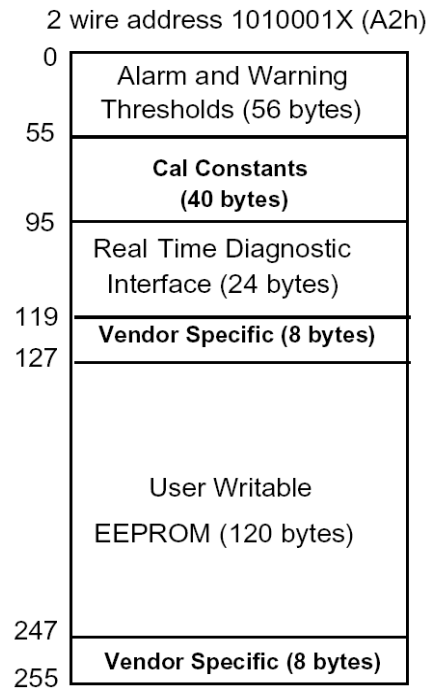 2 wire address 1010001X (A2h)
0
Alarm and Warning
Thresholds (56 bytes)
55
Cal Constants
(40 bytes)
95
Real Time Diagnostic
Interface (24 bytes)
119
Vendor Specific (8 bytes)
127
User Writable
EEPROM (120 bytes)
247
Vendor Specific (8 bytes)
255